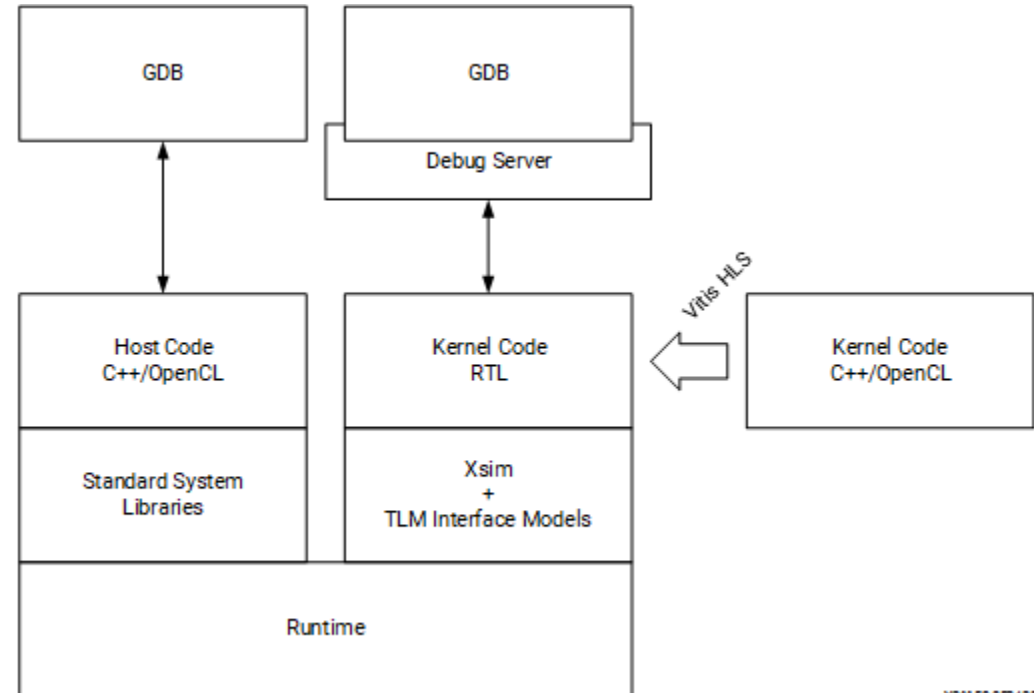 GDB
GDB
Debug Server
Vitis HLS
Host Code
C++/OpenCL
Kernel Code
RTL
Kernel Code
C++/OpenCL
Standard System
Libraries
Xsim
+
TLM Interface Models
Runtime